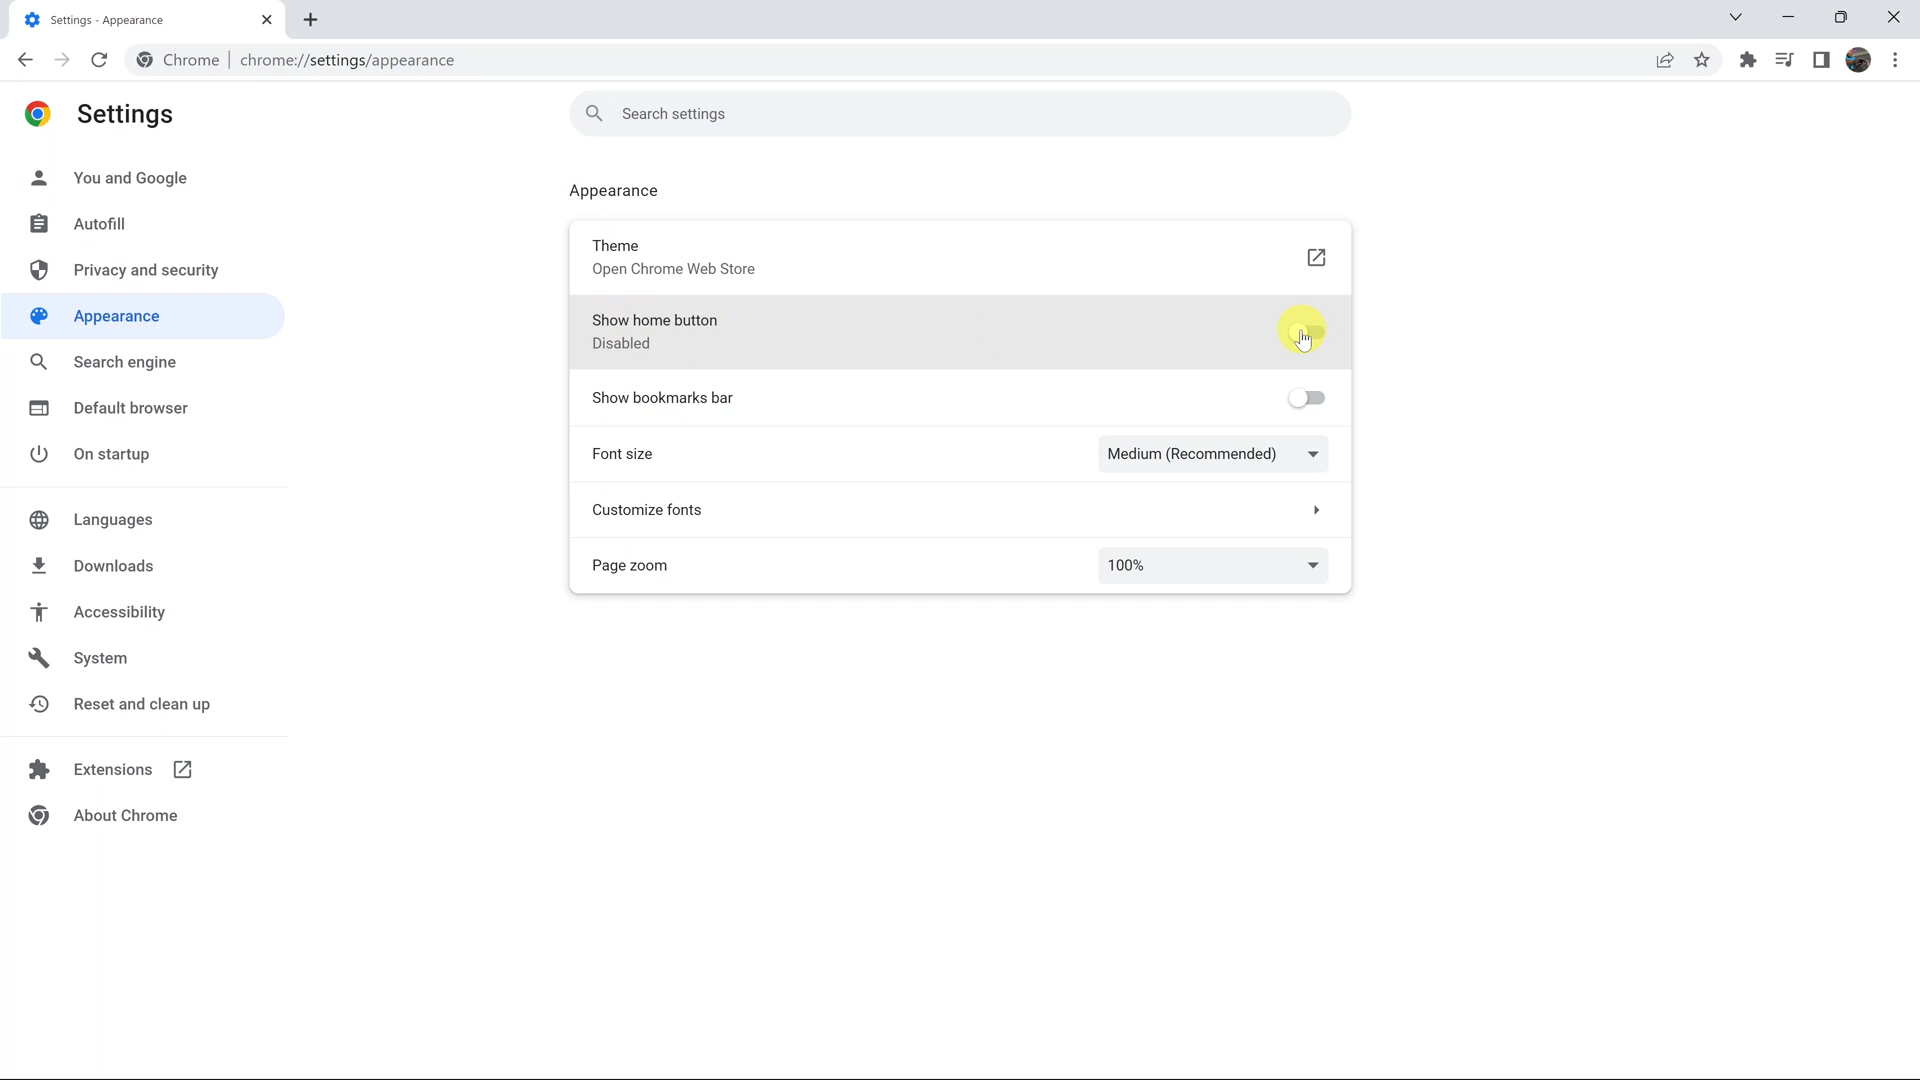 Settings - Appearance
Chrome | chrome://settings/appearance
Settings
Search settings
You and Google
Autofill
Privacy and security
Appearance
Search engine
Default browser
On startup
Languages
Downloads
Accessibility
System
Reset and clean up
Extensions
About Chrome
Appearance
Theme
Open Chrome Web Store
Show home button
Disabled
Show bookmarks bar
Font size Medium (Recommended)
Customize fonts
Page zoom 100%